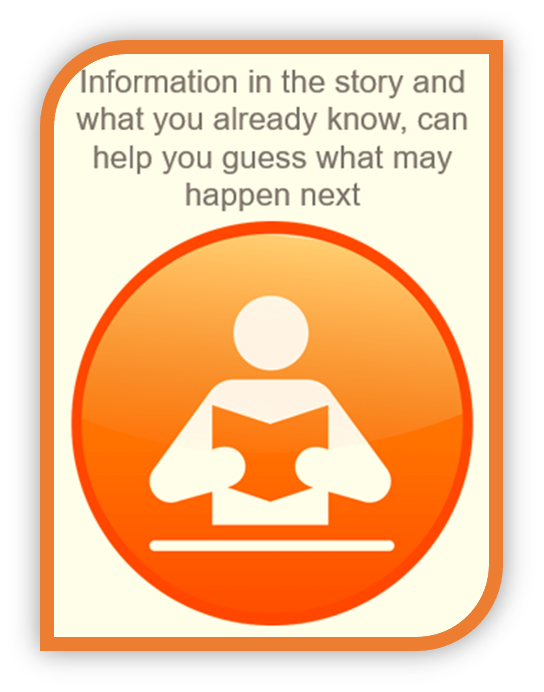 Information in the story and
what you already know, can
help you guess what may
happen next